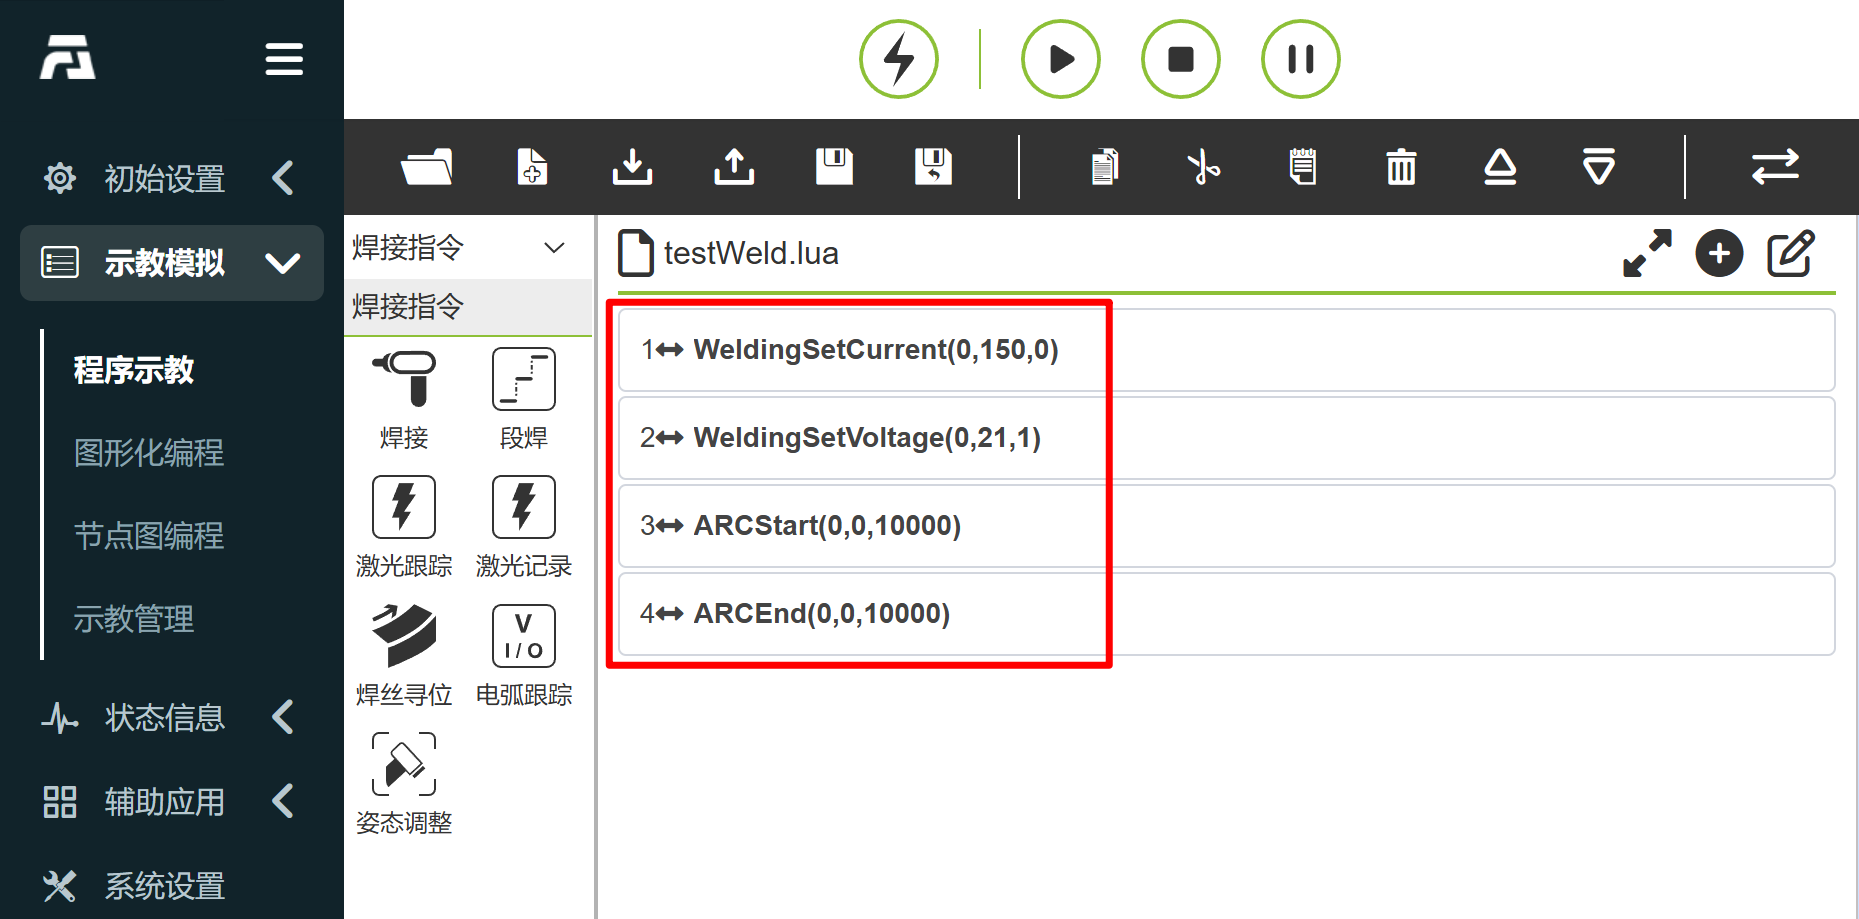 初始设置
示教模拟
程序示教
图形化编程
节点图编程
示教管理
状态信息
辅助应用
系统设置
焊接指令
焊接指令
焊接
段焊
激光跟踪
激光记录
焊丝寻位
V
I/O
电弧跟踪
姿态调整
testWeld.lua
1 WeldingSetCurrent(0,150,0)
2 WeldingSetVoltage(0,21,1)
3 ARCStart(0,0,10000)
4 ARCEnd(0,0,10000)